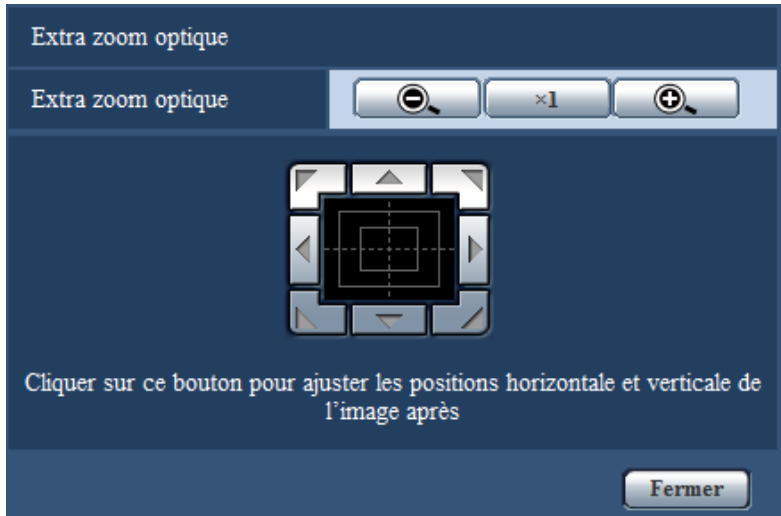 Extra zoom optique
Extra zoom optique
×1
Cliquer sur ce bouton pour ajuster les positions horizontale et verticale de
l’image après
Fermer